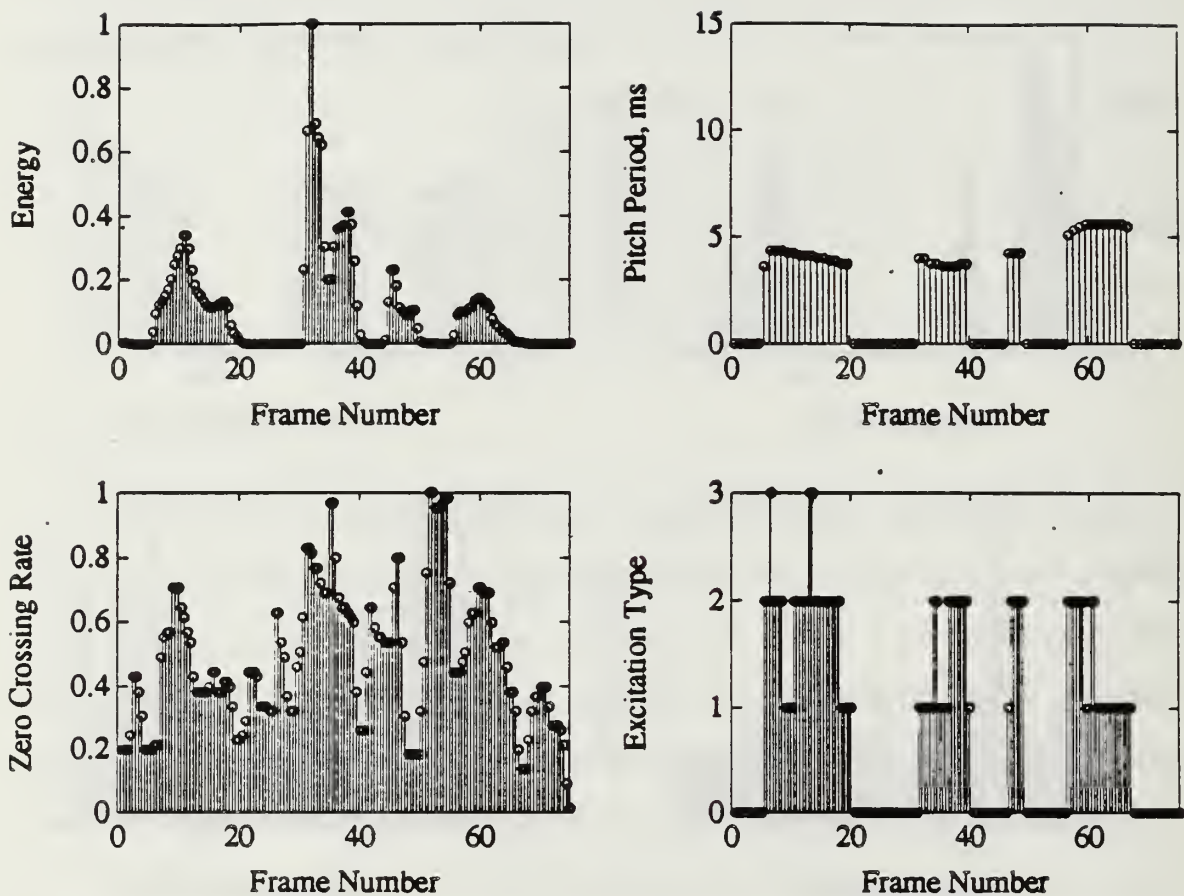 Energy
1
0.8
0.6
0.4
0.2
0
0 20 40 60
Frame Number
Pitch Period, ms
15
10
5
0
0 20 40 60
Frame Number
Zero Crossing Rate
1
0.8
0.6
0.4
0.2
0
0 20 40 60
Frame Number
Excitation Type
3
2
1
0
0 20 40 60
Frame Number